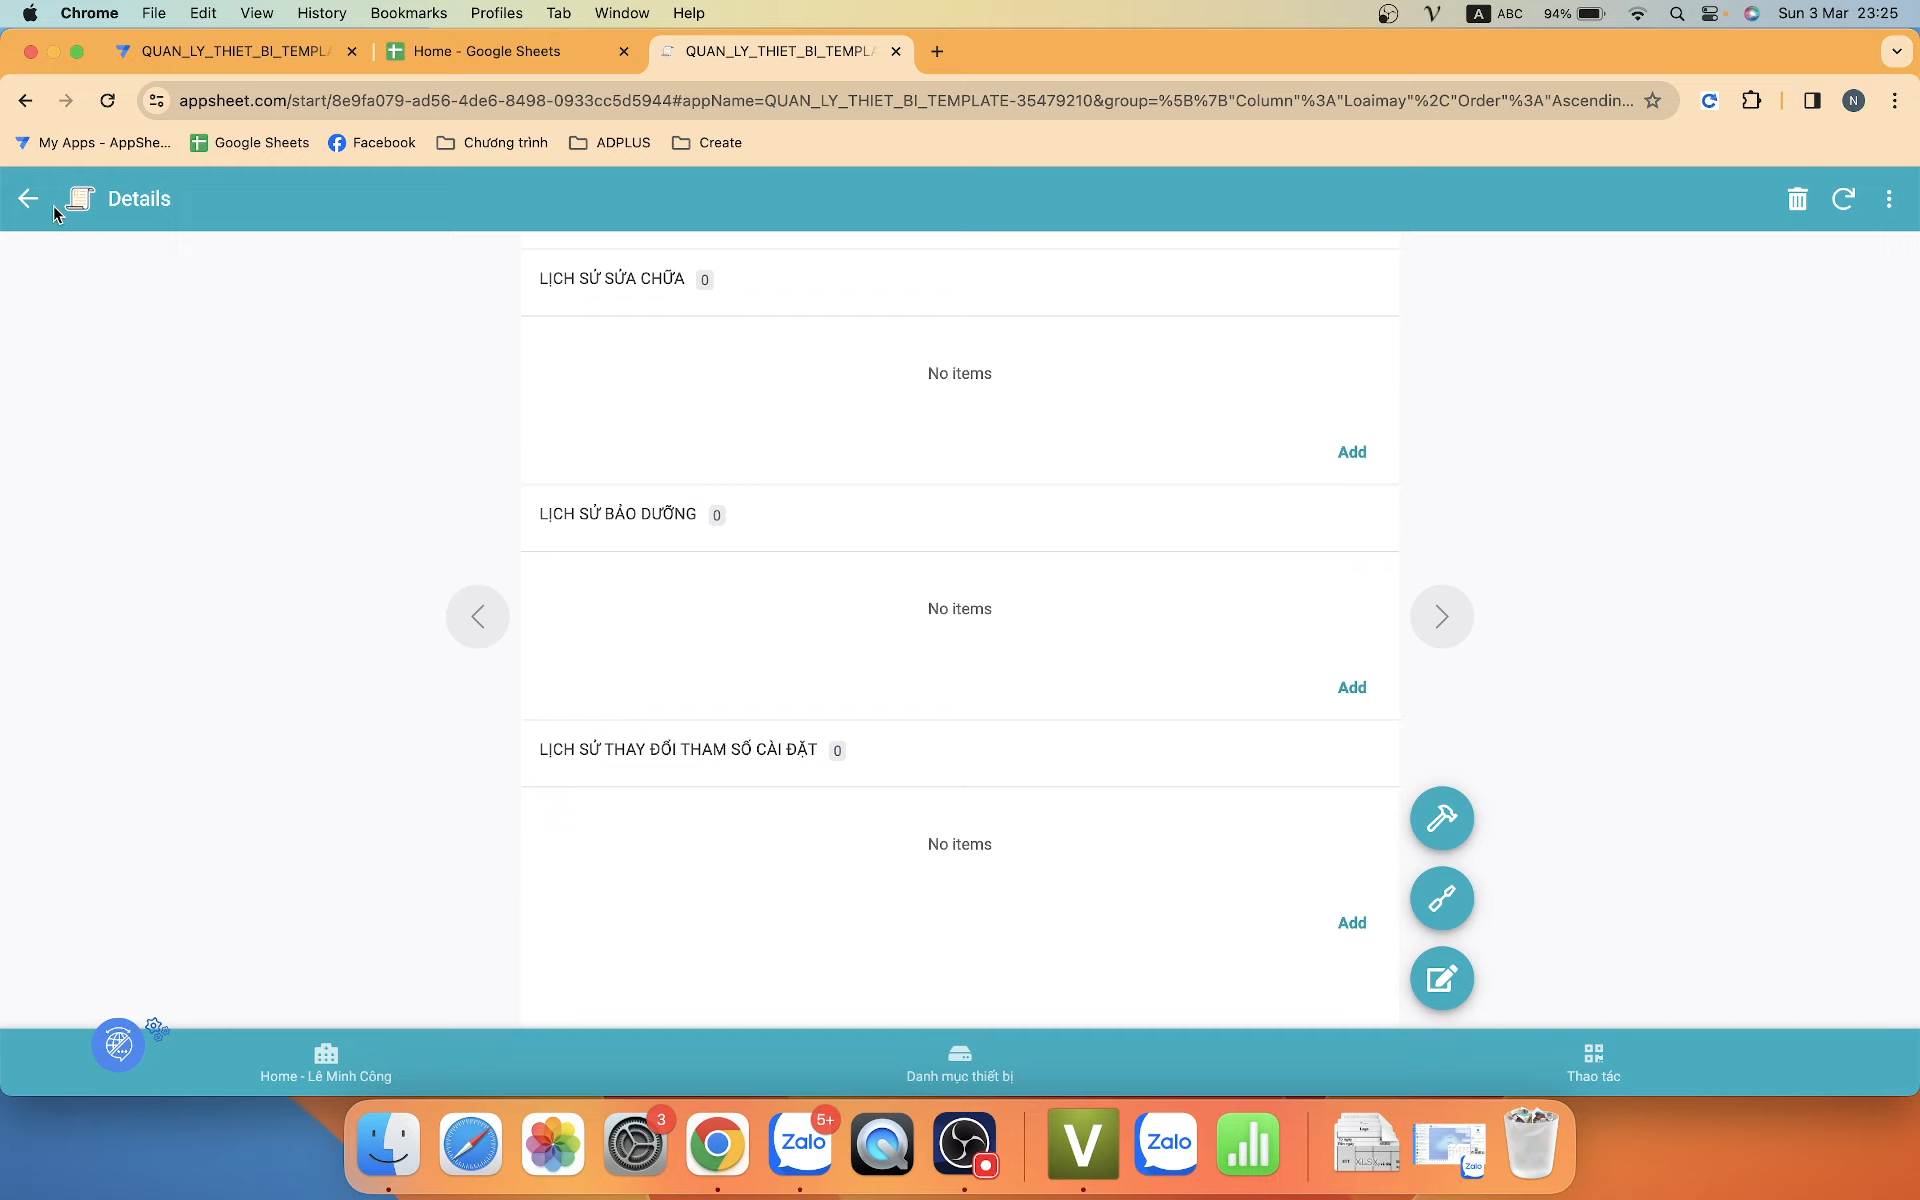 Chrome File Edit View History Bookmarks Profiles Tab Window Help A ABC 94% Sun 3 Mar 23:25
QUAN_LY_THIET_BI_TEMPLA Home - Google Sheets QUAN_LY_THIET_BI_TEMPLA
appsheet.com/start/8e9fa079-ad56-4de6-8498-0933cc5d5944#appName=QUAN_LY_THIET_BI_TEMPLATE-35479210&group=%5B%7B"Column"%3A"Loaimay"%2C"Order"%3A"Ascendin... N
My Apps - AppShe... Google Sheets Facebook Chương trình ADPLUS Create
Details
LỊCH SỬ SỬA CHỮA 0
No items
Add
LỊCH SỬ BẢO DƯỠNG 0
No items
Add
LỊCH SỬ THAY ĐỔI THAM SỐ CÀI ĐẶT 0
No items
Add
Home - Lê Minh Công Danh mục thiết bị Thao tác
3 Zalo 5+ V Zalo XLSX Zalo